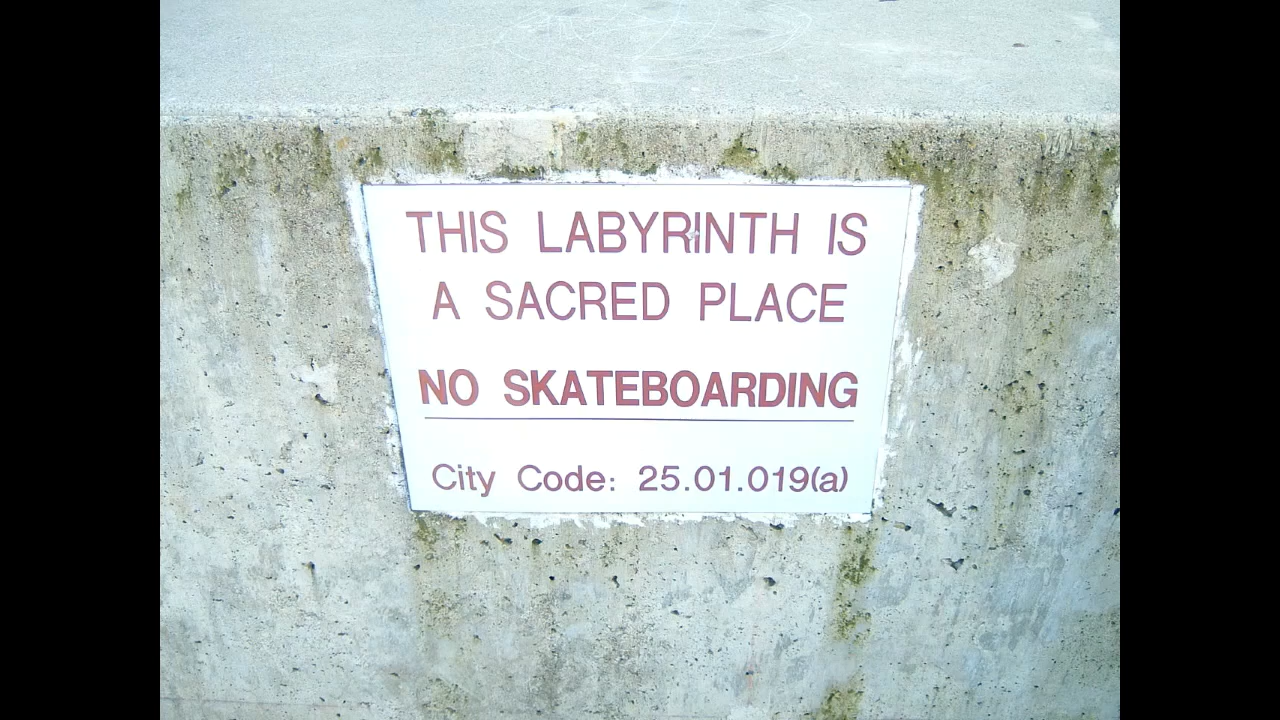 THIS LABYRINTH IS
A SACRED PLACE
NO SKATEBOARDING
City Code: 25.01.019(a)